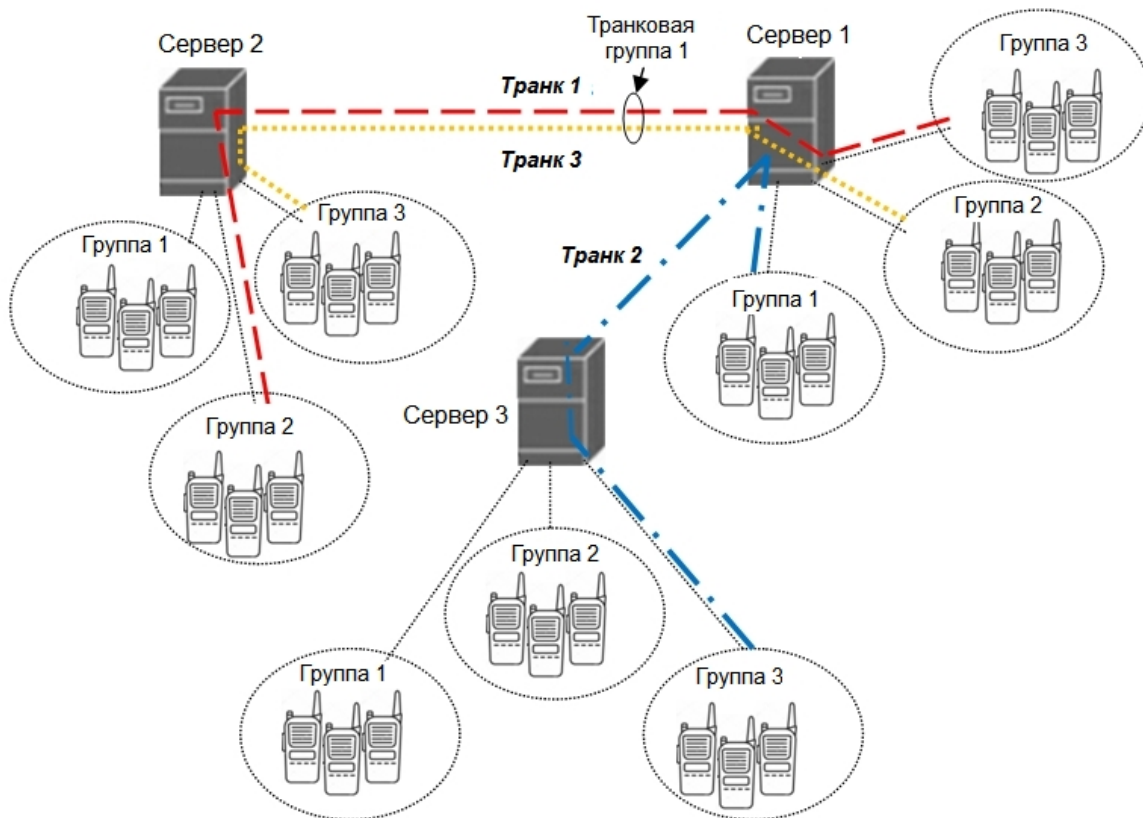 Транковая
группа 1
Сервер 2
Сервер 1
Группа 3
Транк 1
Транк 3
Группа 3
Группа 2
Группа 1
Транк 2
Группа 1
Сервер 3
Группа 2
Группа 2
Группа 1
Группа 3